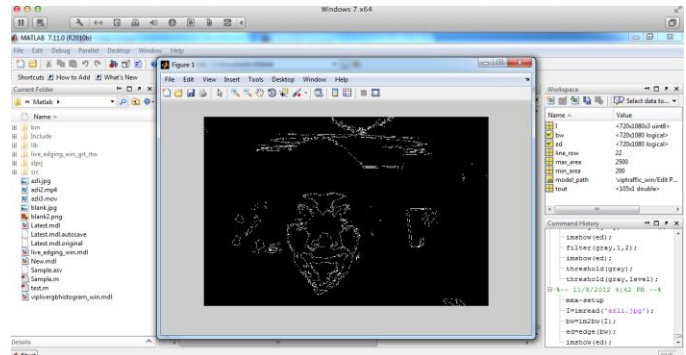 Windows 7 x64
MATLAB 7.11.0 (R2010b)
File Edit Debug Parallel Desktop Window Help
Shortcuts How to Add What's New
Current Folder
Matlab
Name
bin
Include
lib
live_edging_win_grt_rtw
slprj
src
azli.jpg
azli2.mp4
azli3.mov
blank.jpg
blank2.png
Latest.mdl
Latest.mdl.autosave
Latest.mdl.original
live_edging_win.mdl
New.mdl
Sample.asv
Sample.m
test.m
viplivergbhistogram_win.mdl
Details
Start
Figure 1
File Edit View Insert Tools Desktop Window Help
Workspace
Select data to...
Name Value
I <720x1080x3 uint8>
bw <720x1080 logical>
ed <720x1080 logical>
line_row 22
max_area 2500
min_area 200
model_path 'viptraffic_win/Edit P...
tout <105x1 double>
Command History
imshow(ed);
filter(gray,1,2);
imshow(ed);
threshold(gray);
threshold(gray,level);
%-- 11/8/2012 4:42 PM --%
mex-setup
I=imread("azli.jpg");
bw=im2bw(I);
ed=edge(bw);
imshow(ed);
OVR